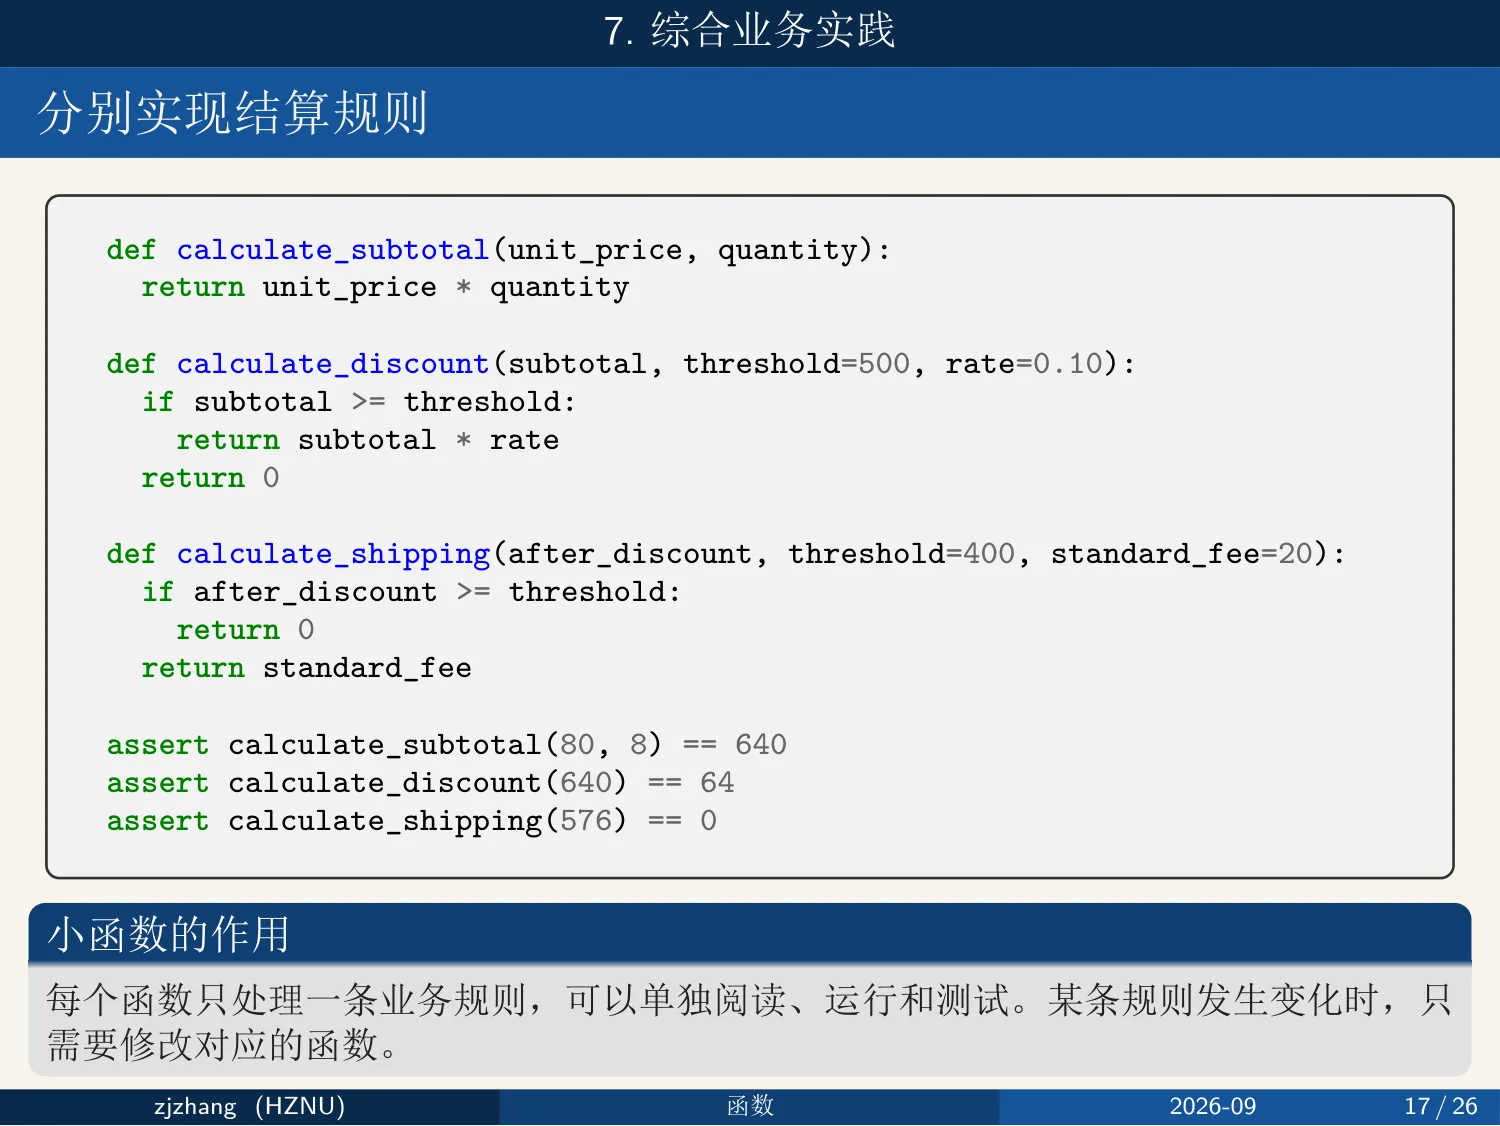 7. 综合业务实践
分别实现结算规则
def calculate_subtotal(unit_price, quantity):
  return unit_price * quantity

def calculate_discount(subtotal, threshold=500, rate=0.10):
  if subtotal >= threshold:
    return subtotal * rate
  return 0

def calculate_shipping(after_discount, threshold=400, standard_fee=20):
  if after_discount >= threshold:
    return 0
  return standard_fee

assert calculate_subtotal(80, 8) == 640
assert calculate_discount(640) == 64
assert calculate_shipping(576) == 0
小函数的作用
每个函数只处理一条业务规则，可以单独阅读、运行和测试。某条规则发生变化时，只
需要修改对应的函数。
zjzhang (HZNU) 函数 2026-09 17 / 26